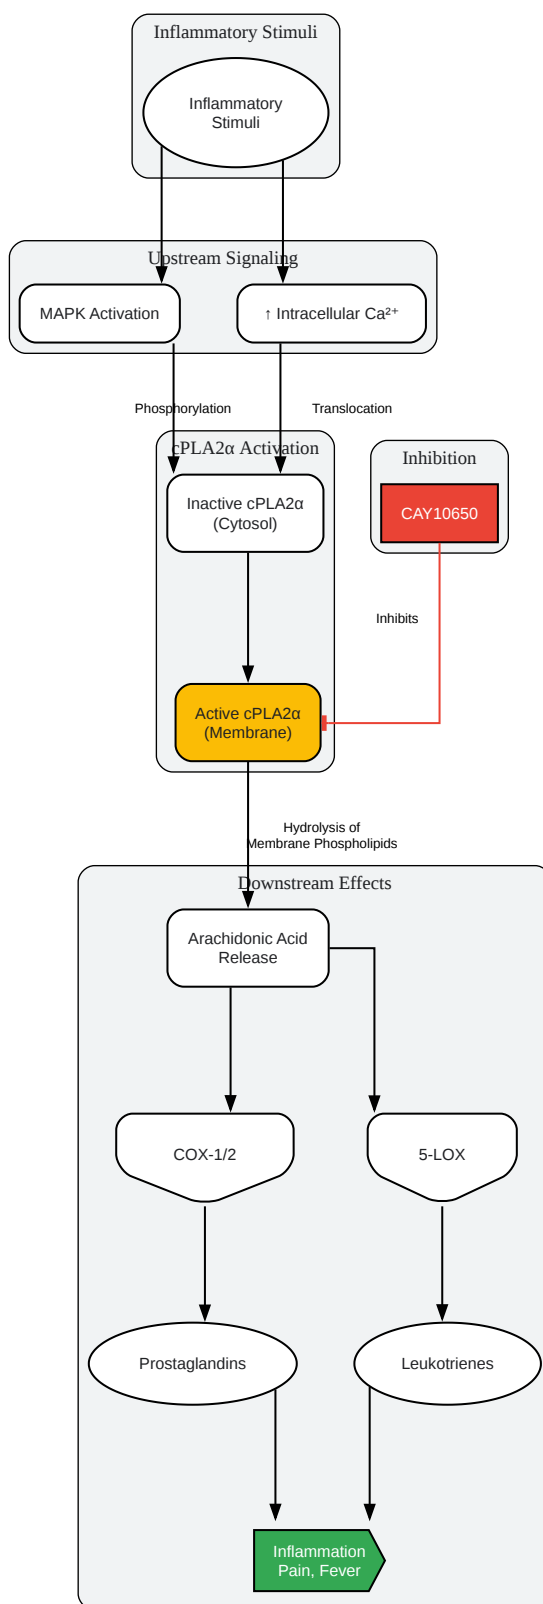 Inflammatory Stimuli
Inflammatory
Stimuli
Upstream Signaling
MAPK Activation
↑ Intracellular Ca²⁺
Phosphorylation
Translocation
cPLA2α Activation
Inhibition
Inactive cPLA2α
(Cytosol)
CAY10650
Inhibits
Active cPLA2α
(Membrane)
Hydrolysis of
Membrane Phospholipids
Downstream Effects
Arachidonic Acid
Release
COX-1/2
5-LOX
Prostaglandins
Leukotrienes
Inflammation
Pain, Fever